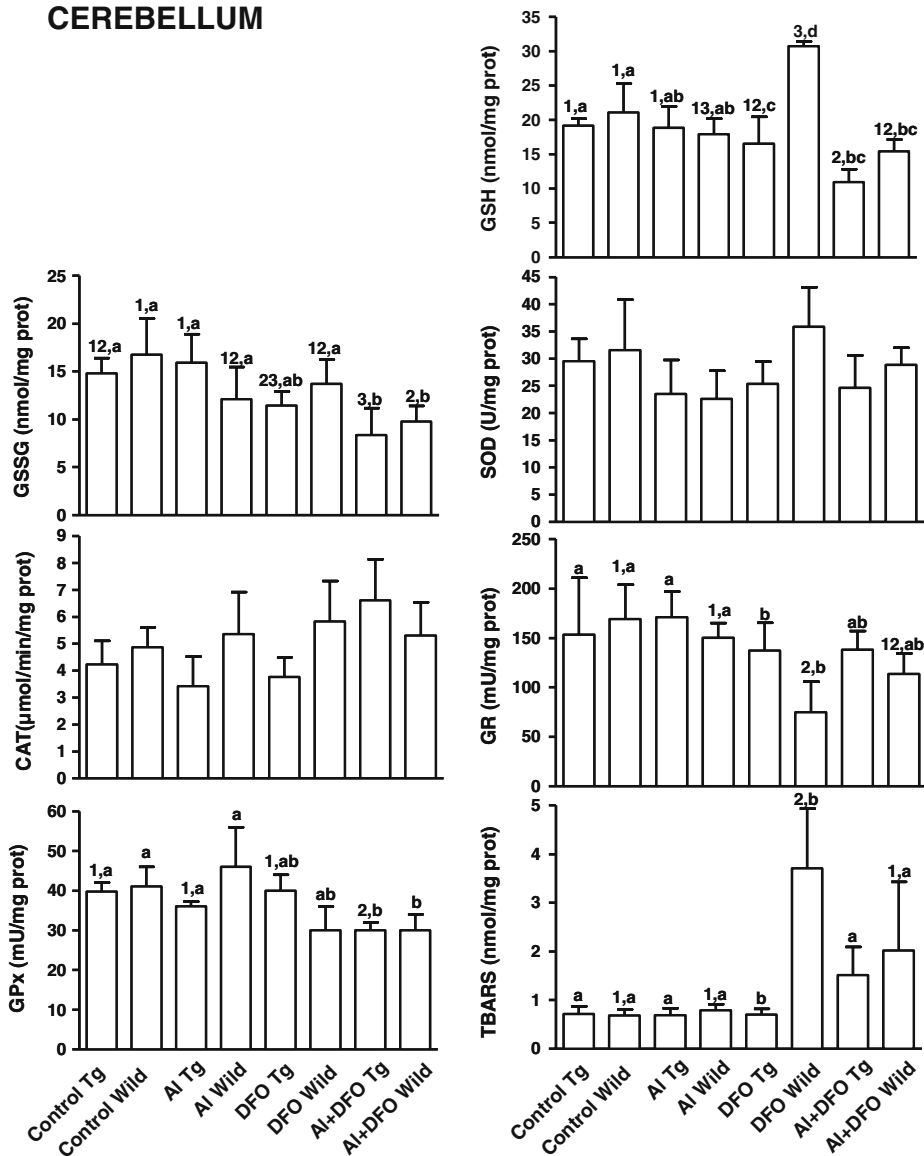 CEREBELLUM
GSH (nmol/mg prot)
35
30
25
20
15
10
5
0
1,a
1,a
1,ab
13,ab
12,c
3,d
2,bc
12,bc
GSSG (nmol/mg prot)
25
20
15
10
5
0
12,a
1,a
1,a
12,a
23,ab
12,a
3,b
2,b
SOD (U/mg prot)
45
40
35
30
25
20
15
10
5
0
CAT(µmol/min/mg prot)
9
8
7
6
5
4
3
2
1
0
GR (mU/mg prot)
250
200
150
100
50
0
a
1,a
a
1,a
b
2,b
ab
12,ab
GPx (mU/mg prot)
60
50
40
30
20
10
0
1,a
a
1,a
a
1,ab
ab
2,b
b
Control Tg
Control Wild
Al Tg
Al Wild
DFO Tg
DFO Wild
Al+DFO Tg
Al+DFO Wild
TBARS (nmol/mg prot)
5
4
3
2
1
0
a
1,a
a
1,a
b
2,b
a
1,a
Control Tg
Control Wild
Al Tg
Al Wild
DFO Tg
DFO Wild
Al+DFO Tg
Al+DFO Wild